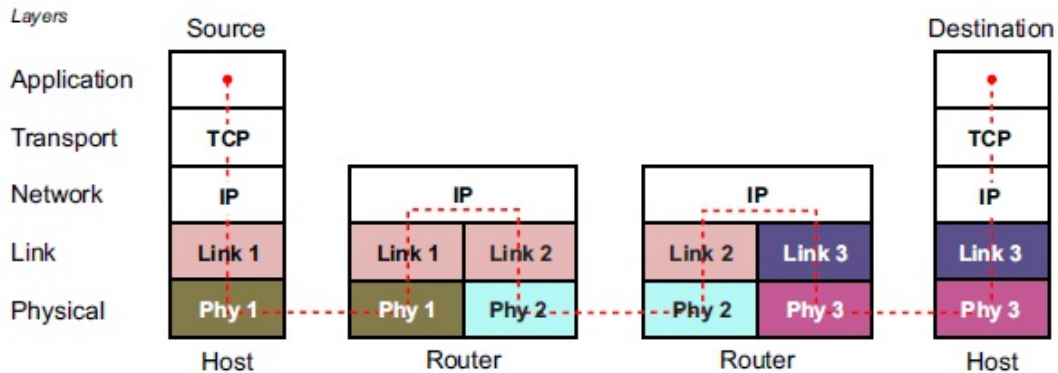 Layers
Source Destination
Application
Transport TCP TCP
Network IP IP IP IP
Link Link 1 Link 1 Link 2 Link 2 Link 3 Link 3
Physical Phy 1 Phy 1 Phy 2 Phy 2 Phy 3 Phy 3
Host Router Router Host